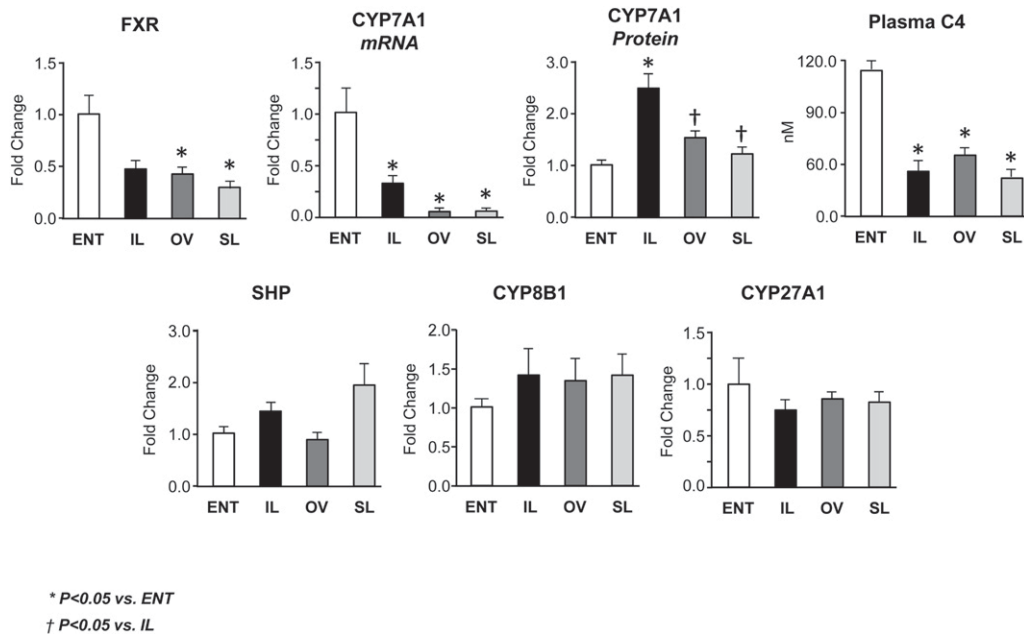 FXR
Fold Change
1.5
1.0
0.5
0.0
*
*
ENT IL OV SL
CYP7A1
mRNA
Fold Change
1.5
1.0
0.5
0.0
*
*
*
ENT IL OV SL
CYP7A1
Protein
Fold Change
3.0
2.0
1.0
0.0
*
†
†
ENT IL OV SL
Plasma C4
nM
120.0
90.0
60.0
0.0
*
*
*
ENT IL OV SL
SHP
Fold Change
3.0
2.0
1.0
0.0
ENT IL OV SL
CYP8B1
Fold Change
2.0
1.5
1.0
0.5
0.0
ENT IL OV SL
CYP27A1
Fold Change
1.5
1.0
0.5
0.0
ENT IL OV SL
* P<0.05 vs. ENT
† P<0.05 vs. IL